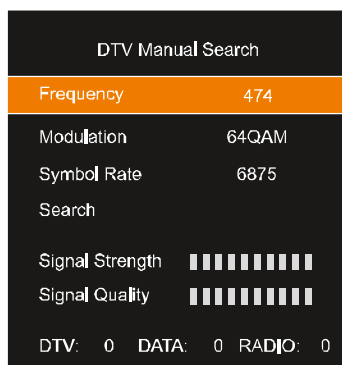 DTV Manual Search
Frequency 474
Modulation 64QAM
Symbol Rate 6875
Search
Signal Strength
Signal Quality
DTV: 0 DATA: 0 RADIO: 0